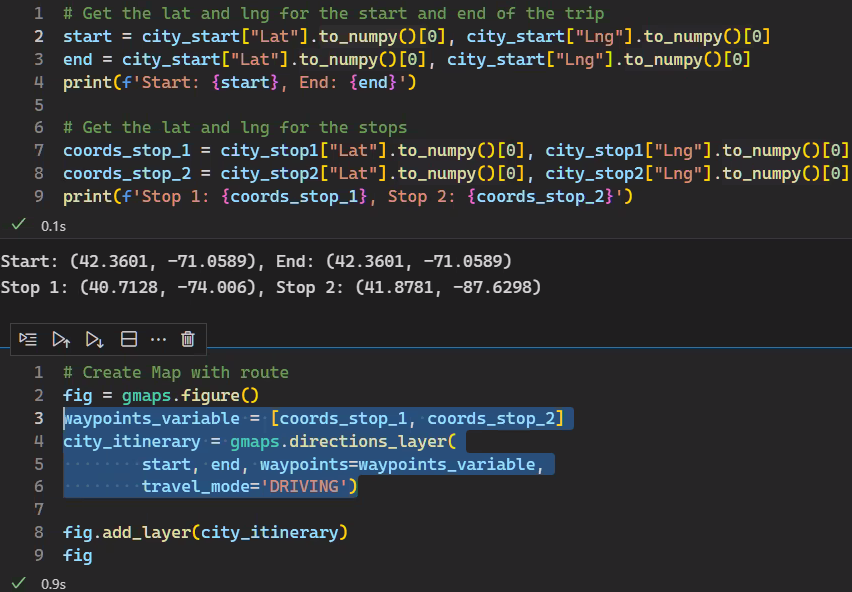 1 # Get the lat and lng for the start and end of the trip
2 start = city_start["Lat"].to_numpy()[0], city_start["Lng"].to_numpy()[0]
3 end = city_start["Lat"].to_numpy()[0], city_start["Lng"].to_numpy()[0]
4 print(f'Start: {start}, End: {end}')
5
6 # Get the lat and lng for the stops
7 coords_stop_1 = city_stop1["Lat"].to_numpy()[0], city_stop1["Lng"].to_numpy()[0]
8 coords_stop_2 = city_stop2["Lat"].to_numpy()[0], city_stop2["Lng"].to_numpy()[0]
9 print(f'Stop 1: {coords_stop_1}, Stop 2: {coords_stop_2}')
0.1s
Start: (42.3601, -71.0589), End: (42.3601, -71.0589)
Stop 1: (40.7128, -74.006), Stop 2: (41.8781, -87.6298)
1 # Create Map with route
2 fig = gmaps.figure()
3 waypoints_variable = [coords_stop_1, coords_stop_2]
4 city_itinerary = gmaps.directions_layer(
5 start, end, waypoints=waypoints_variable,
6 travel_mode='DRIVING')
7
8 fig.add_layer(city_itinerary)
9 fig
0.9s